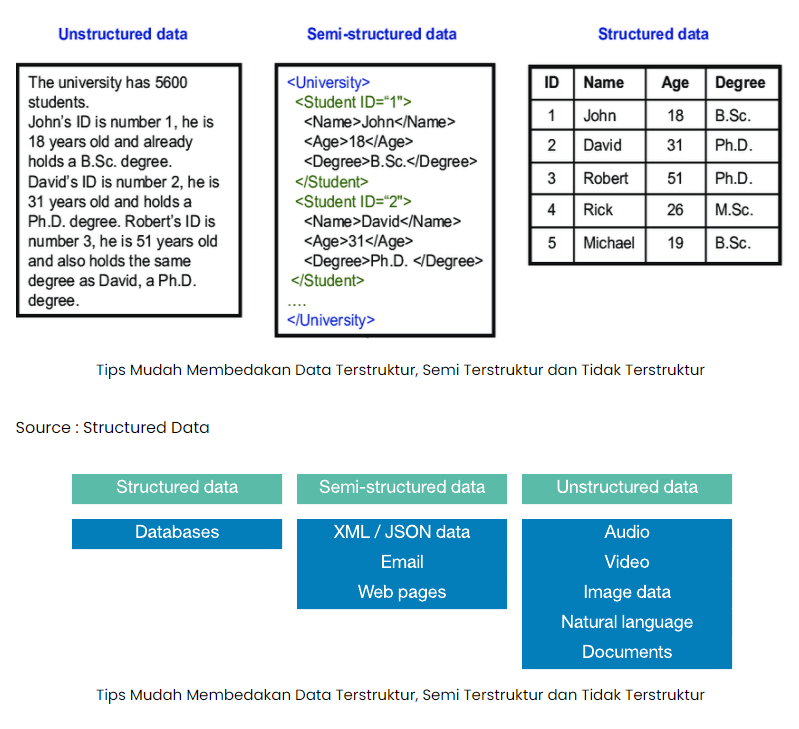 Unstructured data
The university has 5600
students.
John's ID is number 1, he is
18 years old and already
holds a B.Sc. degree.
David's ID is number 2, he is
31 years old and holds a
Ph.D. degree. Robert's ID is
number 3, he is 51 years old
and also holds the same
degree as David, a Ph.D.
degree.
Semi-structured data
<University>
<Student ID="1">
<Name>John</Name>
<Age>18</Age>
<Degree>B.Sc.</Degree>
</Student>
<Student ID="2">
<Name>David</Name>
<Age>31</Age>
<Degree>Ph.D. </Degree>
</Student>
....
</University>
Structured data
ID Name Age Degree
1 John 18 B.Sc.
2 David 31 Ph.D.
3 Robert 51 Ph.D.
4 Rick 26 M.Sc.
5 Michael 19 B.Sc.
Tips Mudah Membedakan Data Terstruktur, Semi Terstruktur dan Tidak Terstruktur
Source : Structured Data
Structured data
Databases
Semi-structured data
XML / JSON data
Email
Web pages
Unstructured data
Audio
Video
Image data
Natural language
Documents
Tips Mudah Membedakan Data Terstruktur, Semi Terstruktur dan Tidak Terstruktur